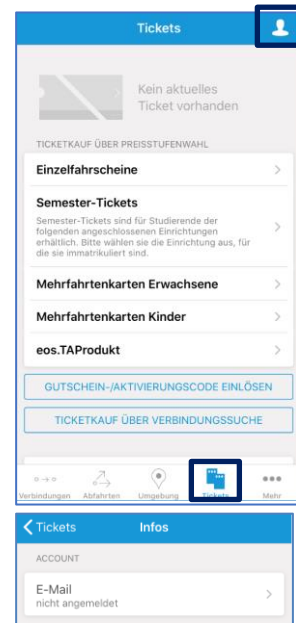 Tickets
Kein aktuelles
Ticket vorhanden
TICKETKAUF ÜBER PREISSTUFENWAHL
Einzelfahrscheine
Semester-Tickets
Semester-Tickets sind für Studierende der
folgenden angeschlossenen Einrichtungen
erhältlich. Bitte wählen sie die Einrichtung aus, für
die sie immatrikuliert sind.
Mehrfahrtenkarten Erwachsene
Mehrfahrtenkarten Kinder
eos.TAProdukt
GUTSCHEIN-/AKTIVIERUNGSCODE EINLÖSEN
TICKETKAUF ÜBER VERBINDUNGSSUCHE
Verbindungen Abfahrten Umgebung Tickets Mehr
Tickets Infos
ACCOUNT
E-Mail
nicht angemeldet